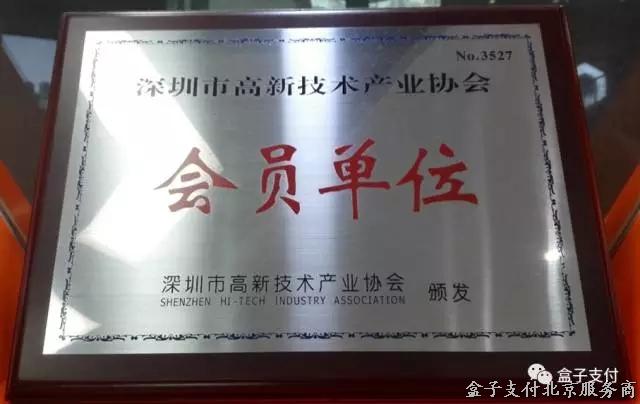 No.3527
深圳市高新技术产业协会
会员单位
深圳市高新技术产业协会
SHENZHEN HI-TECH INDUSTRY ASSOCIATION
颁发
盒子支付
盒子支付北京服务商